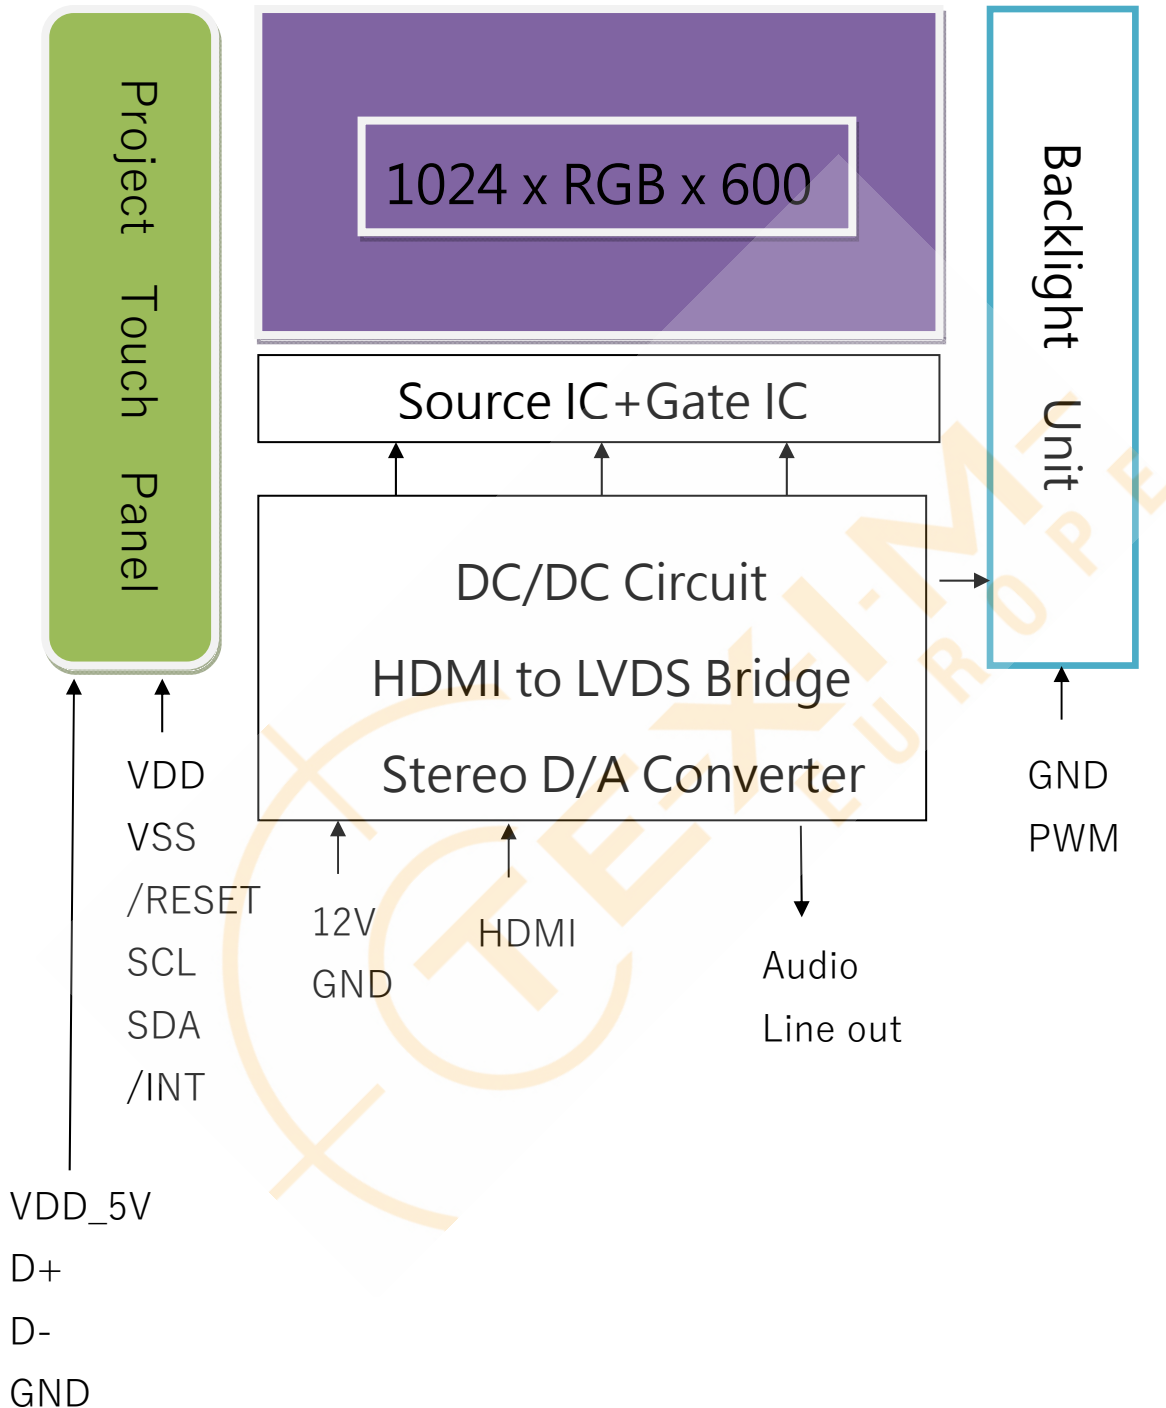 Project Touch Panel
1024 x RGB x 600
Backlight Unit
Source IC+Gate IC
DC/DC Circuit
HDMI to LVDS Bridge
Stereo D/A Converter
VDD
VSS
/RESET
SCL
SDA
/INT
12V
GND
HDMI
Audio
Line out
GND
PWM
VDD_5V
D+
D-
GND
TEXIM
EUROPE